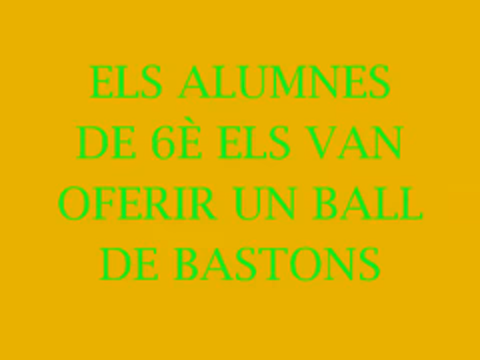 ELS ALUMNES
DE 6È ELS VAN
OFERIR UN BALL
DE BASTONS